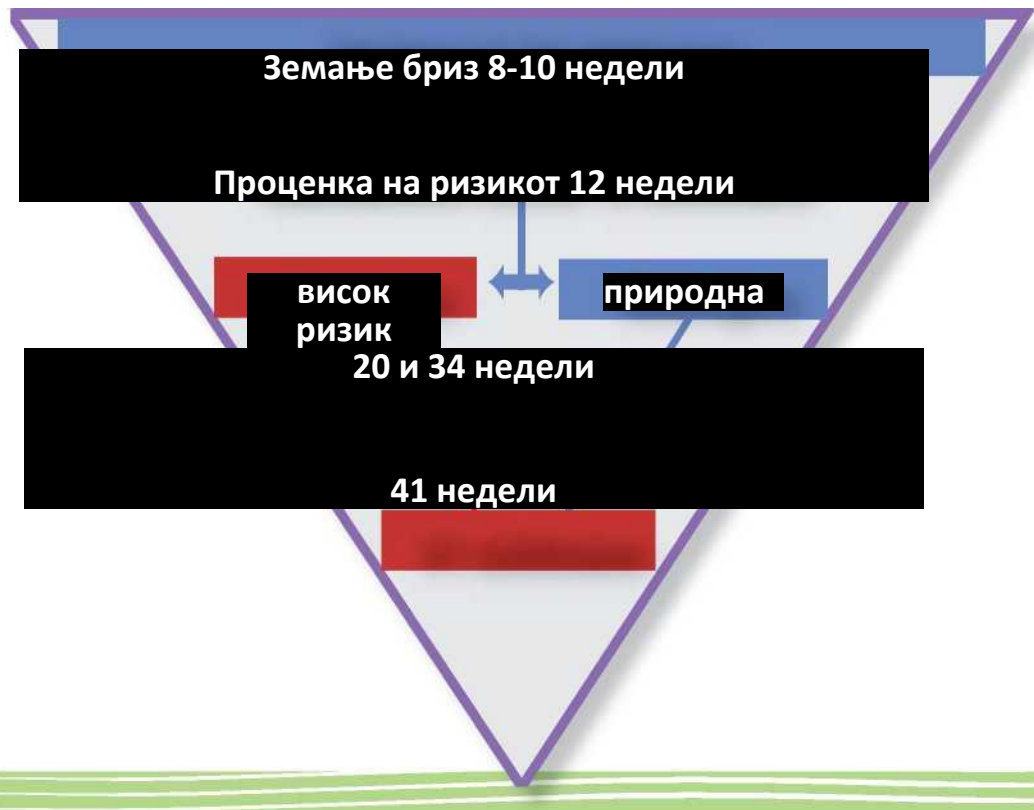 Земање бриз 8-10 недели
Проценка на ризикот 12 недели
висок
ризик
природна
20 и 34 недели
41 недели